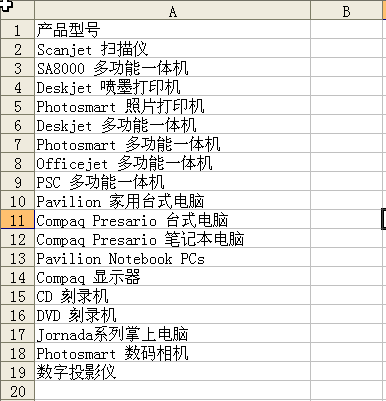 A B
1 产品型号
2 Scanjet 扫描仪
3 SA8000 多功能一体机
4 Deskjet 喷墨打印机
5 Photosmart 照片打印机
6 Deskjet 多功能一体机
7 Photosmart 多功能一体机
8 Officejet 多功能一体机
9 PSC 多功能一体机
10 Pavilion 家用台式电脑
11 Compaq Presario 台式电脑
12 Compaq Presario 笔记本电脑
13 Pavilion Notebook PCs
14 Compaq 显示器
15 CD 刻录机
16 DVD 刻录机
17 Jornada系列掌上电脑
18 Photosmart 数码相机
19 数字投影仪
20